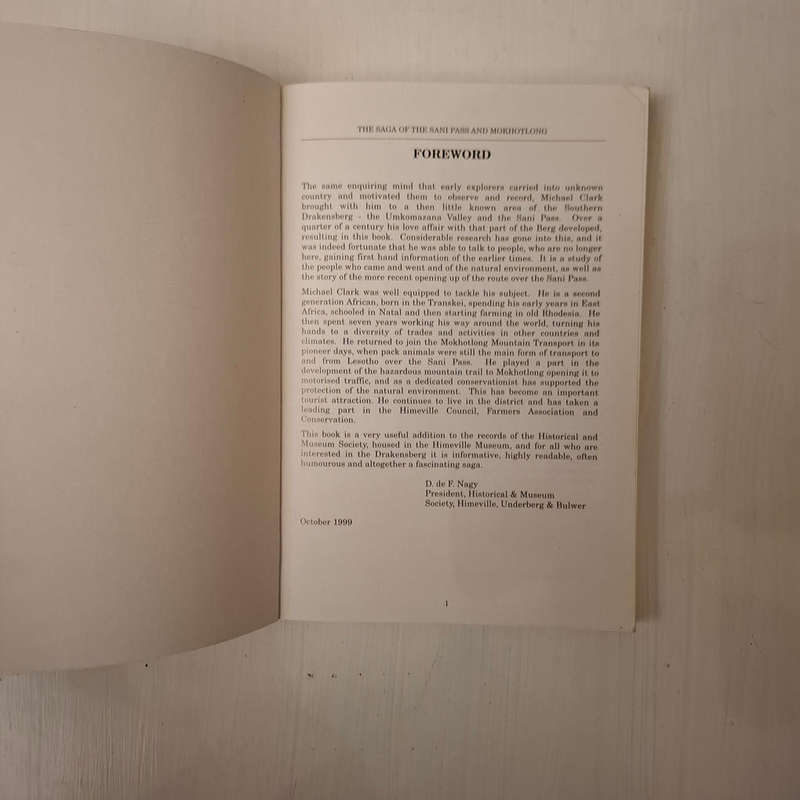 THE SAGA OF THE SANI PASS AND MOKHOTLONG
FOREWORD
The same enquiring mind that early explorers carried into unknown
country and motivated them to observe and record, Michael Clark
brought with him to a then little known area of the Southern
Drakensberg - the Umkomazana Valley and the Sani Pass. Over a
quarter of a century his love affair with that part of the Berg developed,
resulting in this book. Considerable research has gone into this, and it
was indeed fortunate that he was able to talk to people, who are no longer
here, gaining first hand information of the earlier times. It is a study of
the people who came and went and of the natural environment, as well as
the story of the more recent opening up of the route over the Sani Pass.
Michael Clark was well equipped to tackle his subject. He is a second
generation African, born in the Transkei, spending his early years in East
Africa, schooled in Natal and then starting farming in old Rhodesia. He
then spent seven years working his way around the world, turning his
hands to a diversity of trades and activities in other countries and
climates. He returned to join the Mokhotlong Mountain Transport in its
pioneer days, when pack animals were still the main form of transport to
and from Lesotho over the Sani Pass. He played a part in the
development of the hazardous mountain trail to Mokhotlong opening it to
motorised traffic, and as a dedicated conservationist has supported the
protection of the natural environment. This has become an important
tourist attraction. He continues to live in the district and has taken a
leading part in the Himeville Council, Farmers Association and
Conservation.
This book is a very useful addition to the records of the Historical and
Museum Society, housed in the Himeville Museum, and for all who are
interested in the Drakensberg it is informative, highly readable, often
humourous and altogether a fascinating saga.
D. de F. Nagy
President, Historical & Museum
Society, Himeville, Underberg & Bulwer
October 1999
1